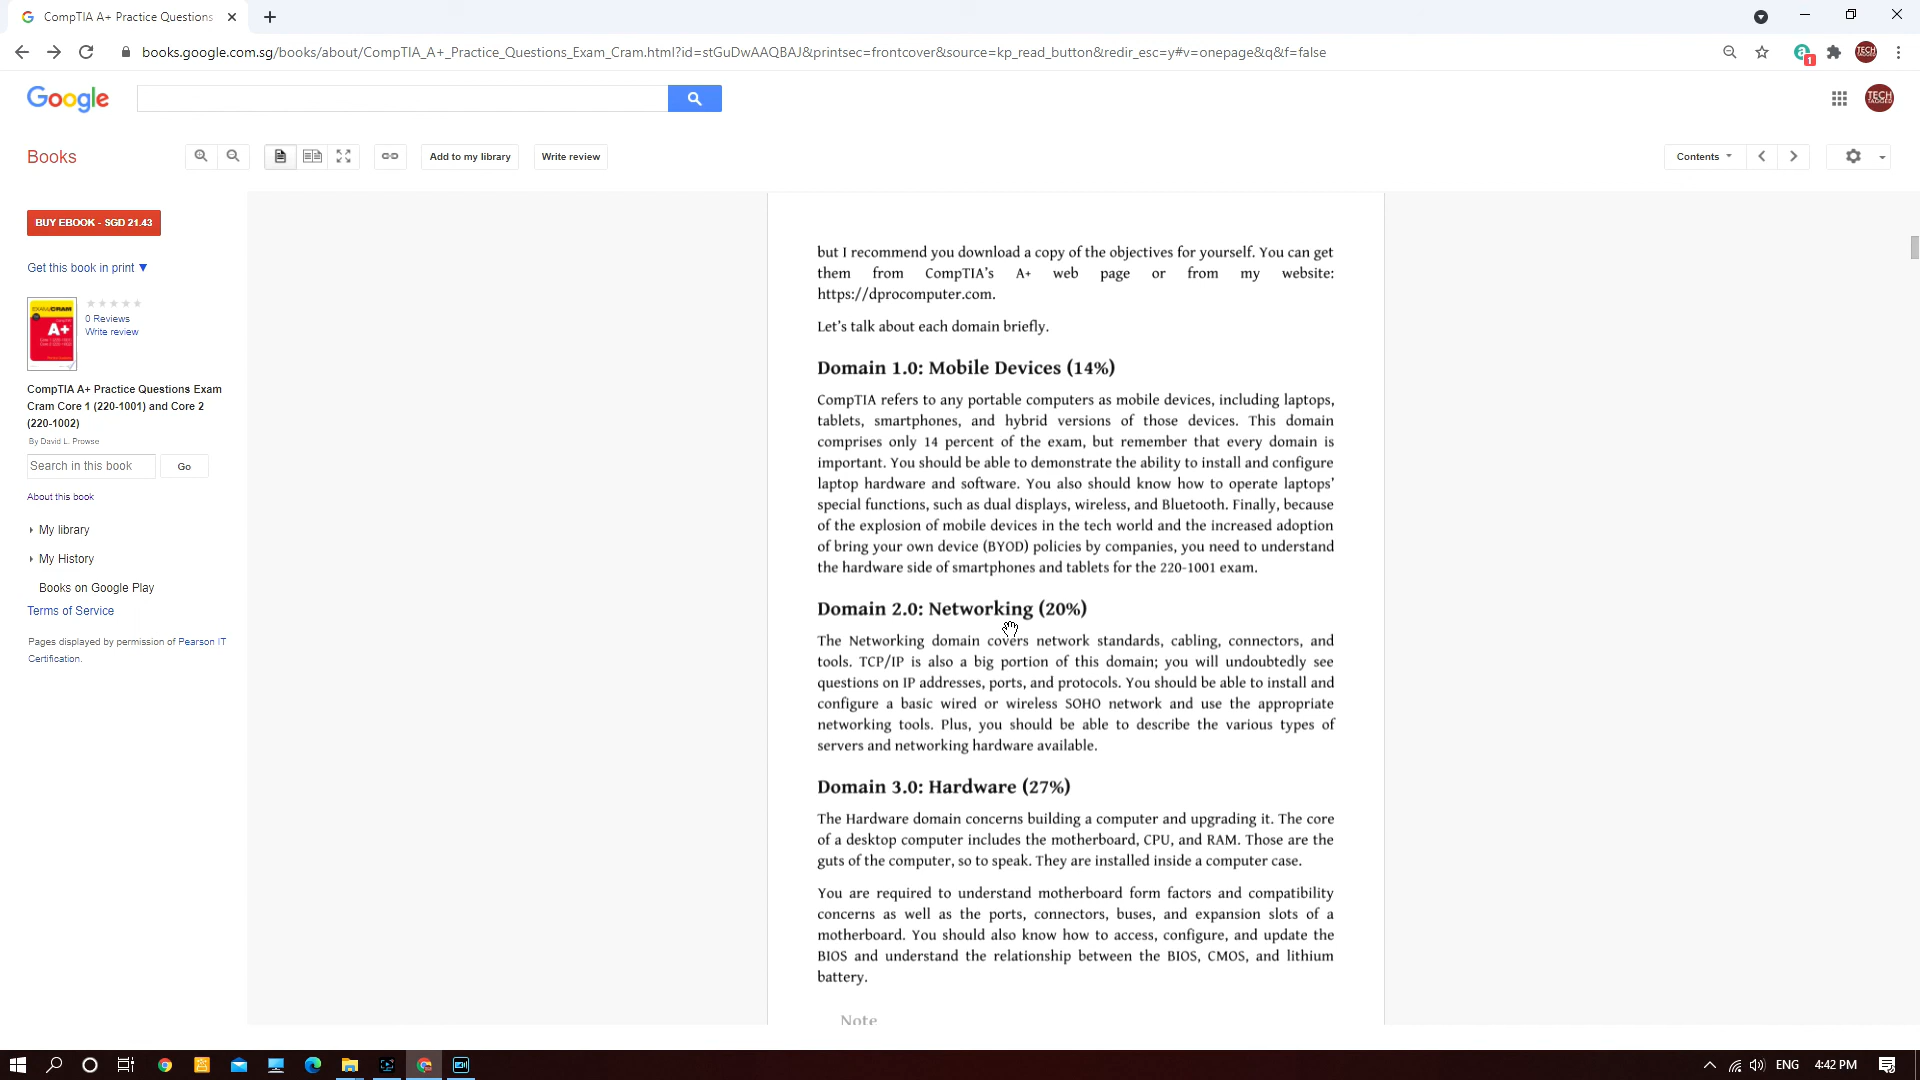 CompTIA A+ Practice Questions
books.google.com.sg/books/about/CompTIA_A+_Practice_Questions_Exam_Cram.html?id=stGuDwAAQBAJ&printsec=frontcover&source=kp_read_button&redir_esc=y#v=onepage&q&f=false
1
TECH TAGGED
Google
TECH TAGGED
Books
Add to my library
Write review
Contents
BUY EBOOK - SGD 21.43
Get this book in print ▼
EXAM CRAM
A+
0 Reviews
Write review
CompTIA A+ Practice Questions Exam
Cram Core 1 (220-1001) and Core 2
(220-1002)
By David L. Prowse
Search in this book
Go
About this book
My library
My History
Books on Google Play
Terms of Service
Pages displayed by permission of Pearson IT
Certification.
but I recommend you download a copy of the objectives for yourself. You can get
them from CompTIA's A+ web page or from my website:
https://dprocomputer.com.
Let's talk about each domain briefly.
Domain 1.0: Mobile Devices (14%)
CompTIA refers to any portable computers as mobile devices, including laptops,
tablets, smartphones, and hybrid versions of those devices. This domain
comprises only 14 percent of the exam, but remember that every domain is
important. You should be able to demonstrate the ability to install and configure
laptop hardware and software. You also should know how to operate laptops'
special functions, such as dual displays, wireless, and Bluetooth. Finally, because
of the explosion of mobile devices in the tech world and the increased adoption
of bring your own device (BYOD) policies by companies, you need to understand
the hardware side of smartphones and tablets for the 220-1001 exam.
Domain 2.0: Networking (20%)
The Networking domain covers network standards, cabling, connectors, and
tools. TCP/IP is also a big portion of this domain; you will undoubtedly see
questions on IP addresses, ports, and protocols. You should be able to install and
configure a basic wired or wireless SOHO network and use the appropriate
networking tools. Plus, you should be able to describe the various types of
servers and networking hardware available.
Domain 3.0: Hardware (27%)
The Hardware domain concerns building a computer and upgrading it. The core
of a desktop computer includes the motherboard, CPU, and RAM. Those are the
guts of the computer, so to speak. They are installed inside a computer case.
You are required to understand motherboard form factors and compatibility
concerns as well as the ports, connectors, buses, and expansion slots of a
motherboard. You should also know how to access, configure, and update the
BIOS and understand the relationship between the BIOS, CMOS, and lithium
battery.
Note
ENG
4:42 PM